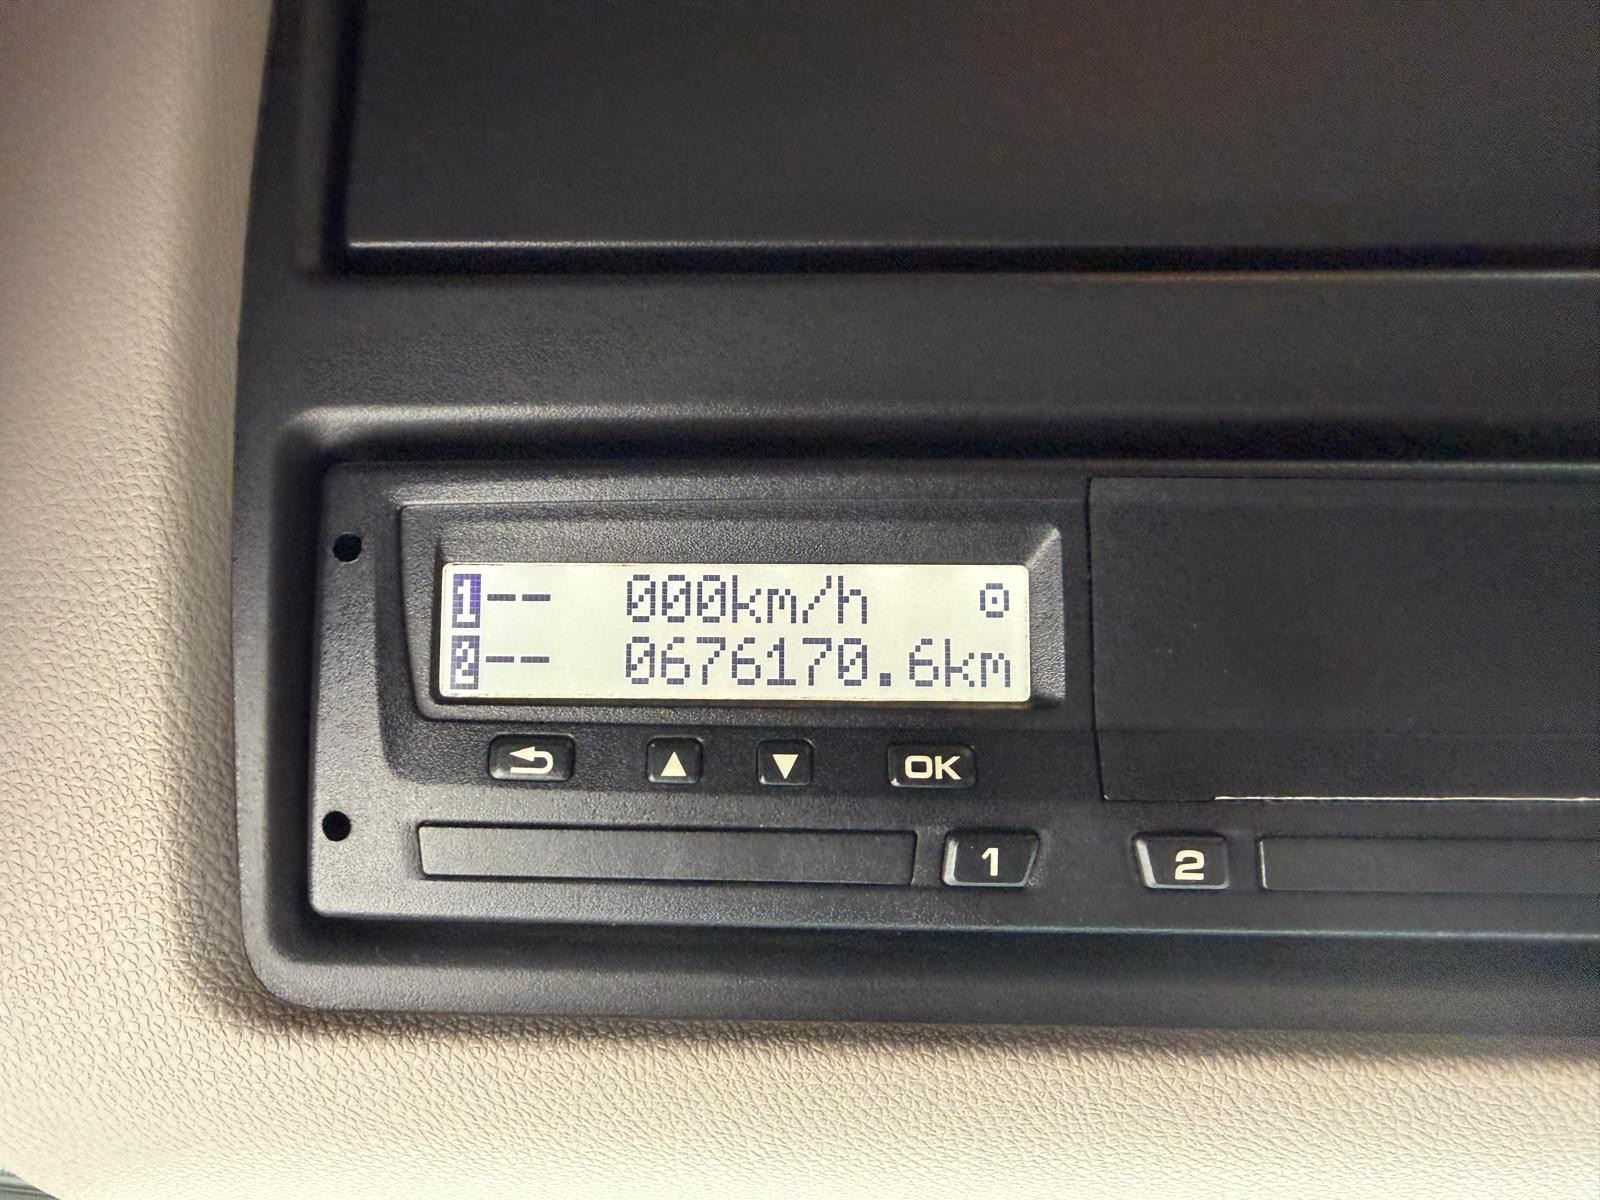 1-- 000km/h ⊙
2-- 0676170.6km
▲ ▼ OK
1 2